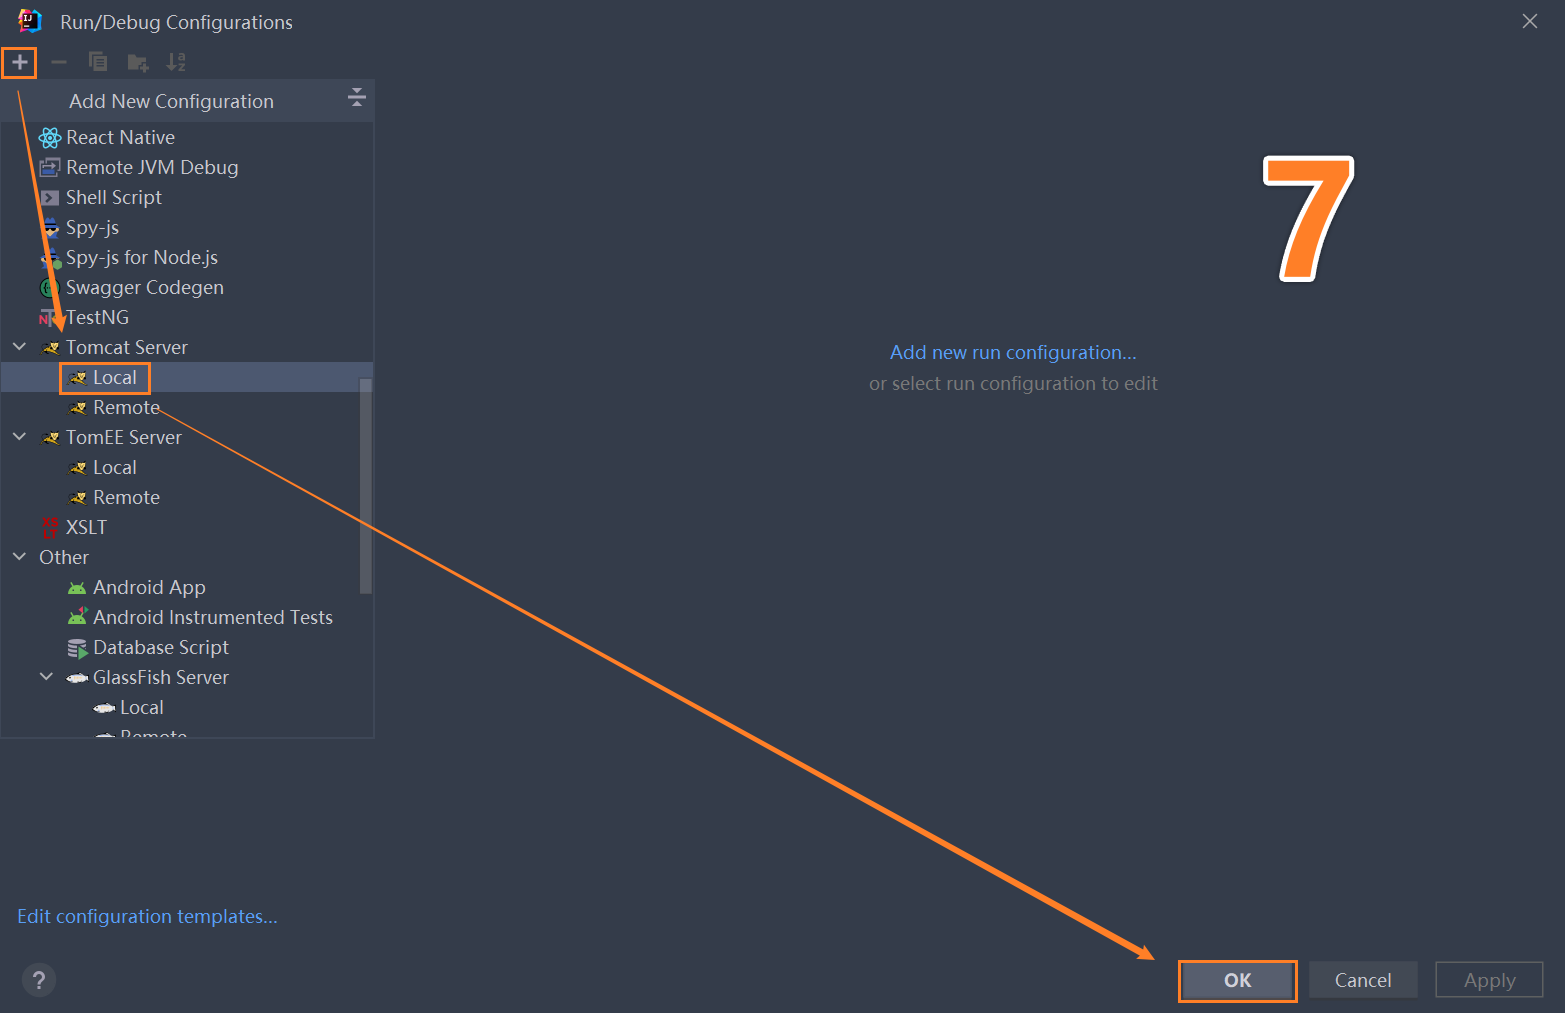 Run/Debug Configurations
Add New Configuration
React Native
Remote JVM Debug
Shell Script
Spy-js
Spy-js for Node.js
Swagger Codegen
TestNG
Tomcat Server
Local
Remote
TomEE Server
Local
Remote
XSLT
Other
Android App
Android Instrumented Tests
Database Script
GlassFish Server
Local
Remote
7
Add new run configuration...
or select run configuration to edit
Edit configuration templates...
?
OK
Cancel
Apply